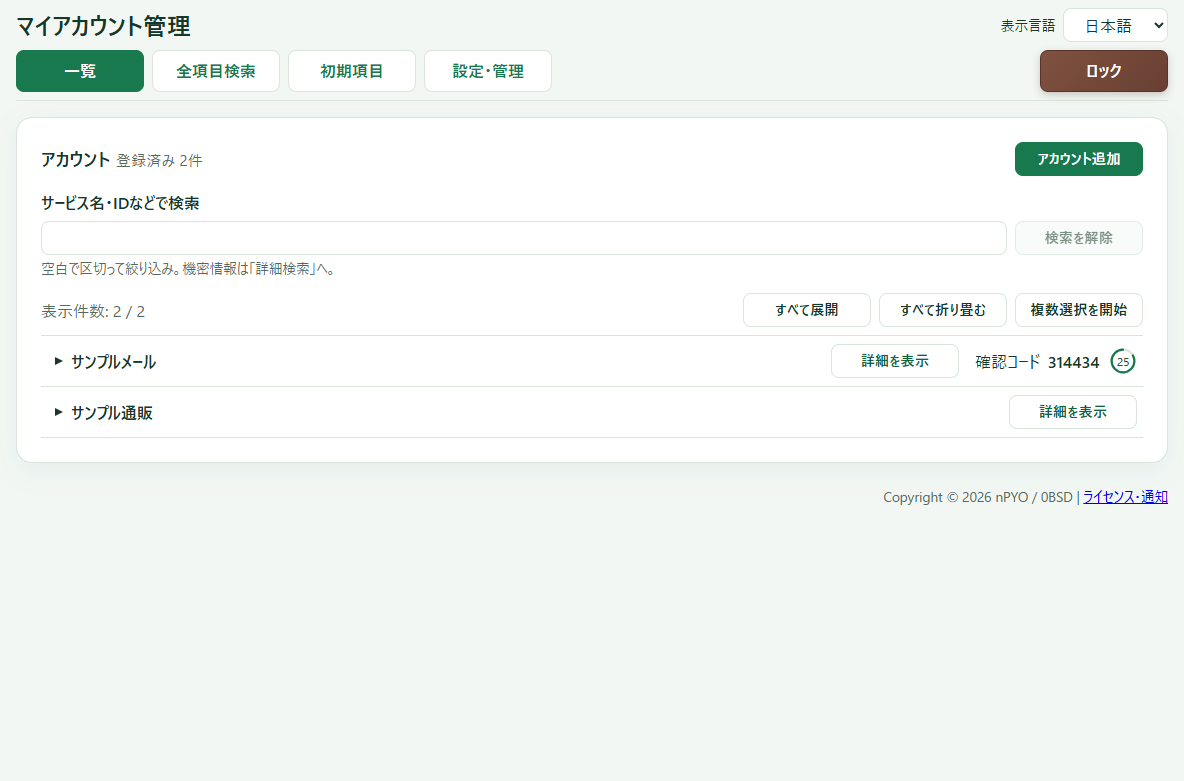 マイアカウント管理
表示言語 日本語
一覧 全項目検索 初期項目 設定・管理 ロック
アカウント 登録済み 2件 アカウント追加
サービス名・IDなどで検索
検索を解除
空白で区切って絞り込み。機密情報は「詳細検索」へ。
表示件数: 2 / 2 すべて展開 すべて折り畳む 複数選択を開始
サンプルメール 詳細を表示 確認コード 314434 25
サンプル通販 詳細を表示
Copyright © 2026 nPYO / 0BSD | ライセンス・通知